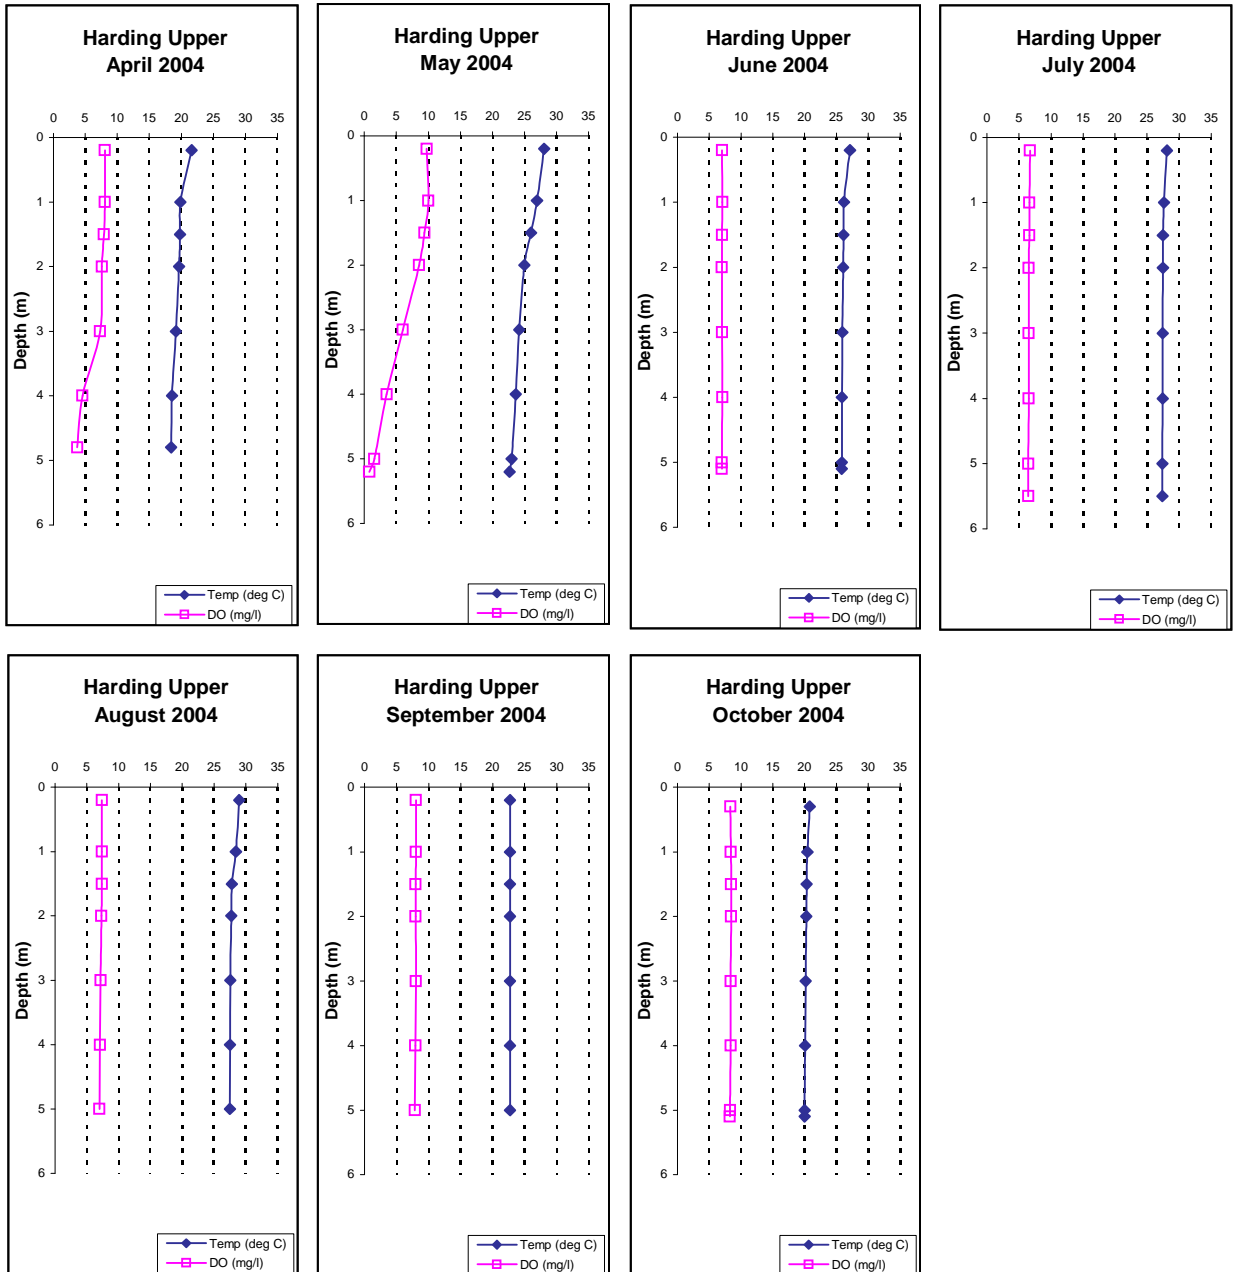 Harding Upper
April 2004
0 5 10 15 20 25 30 35
0
1
2
3
4
5
6
Depth (m)
Temp (deg C)
DO (mg/l)
Harding Upper
May 2004
0 5 10 15 20 25 30 35
0
1
2
3
4
5
6
Depth (m)
Temp (deg C)
DO (mg/l)
Harding Upper
June 2004
0 5 10 15 20 25 30 35
0
1
2
3
4
5
6
Depth (m)
Temp (deg C)
DO (mg/l)
Harding Upper
July 2004
0 5 10 15 20 25 30 35
0
1
2
3
4
5
6
Depth (m)
Temp (deg C)
DO (mg/l)
Harding Upper
August 2004
0 5 10 15 20 25 30 35
0
1
2
3
4
5
6
Depth (m)
Temp (deg C)
DO (mg/l)
Harding Upper
September 2004
0 5 10 15 20 25 30 35
0
1
2
3
4
5
6
Depth (m)
Temp (deg C)
DO (mg/l)
Harding Upper
October 2004
0 5 10 15 20 25 30 35
0
1
2
3
4
5
6
Depth (m)
Temp (deg C)
DO (mg/l)